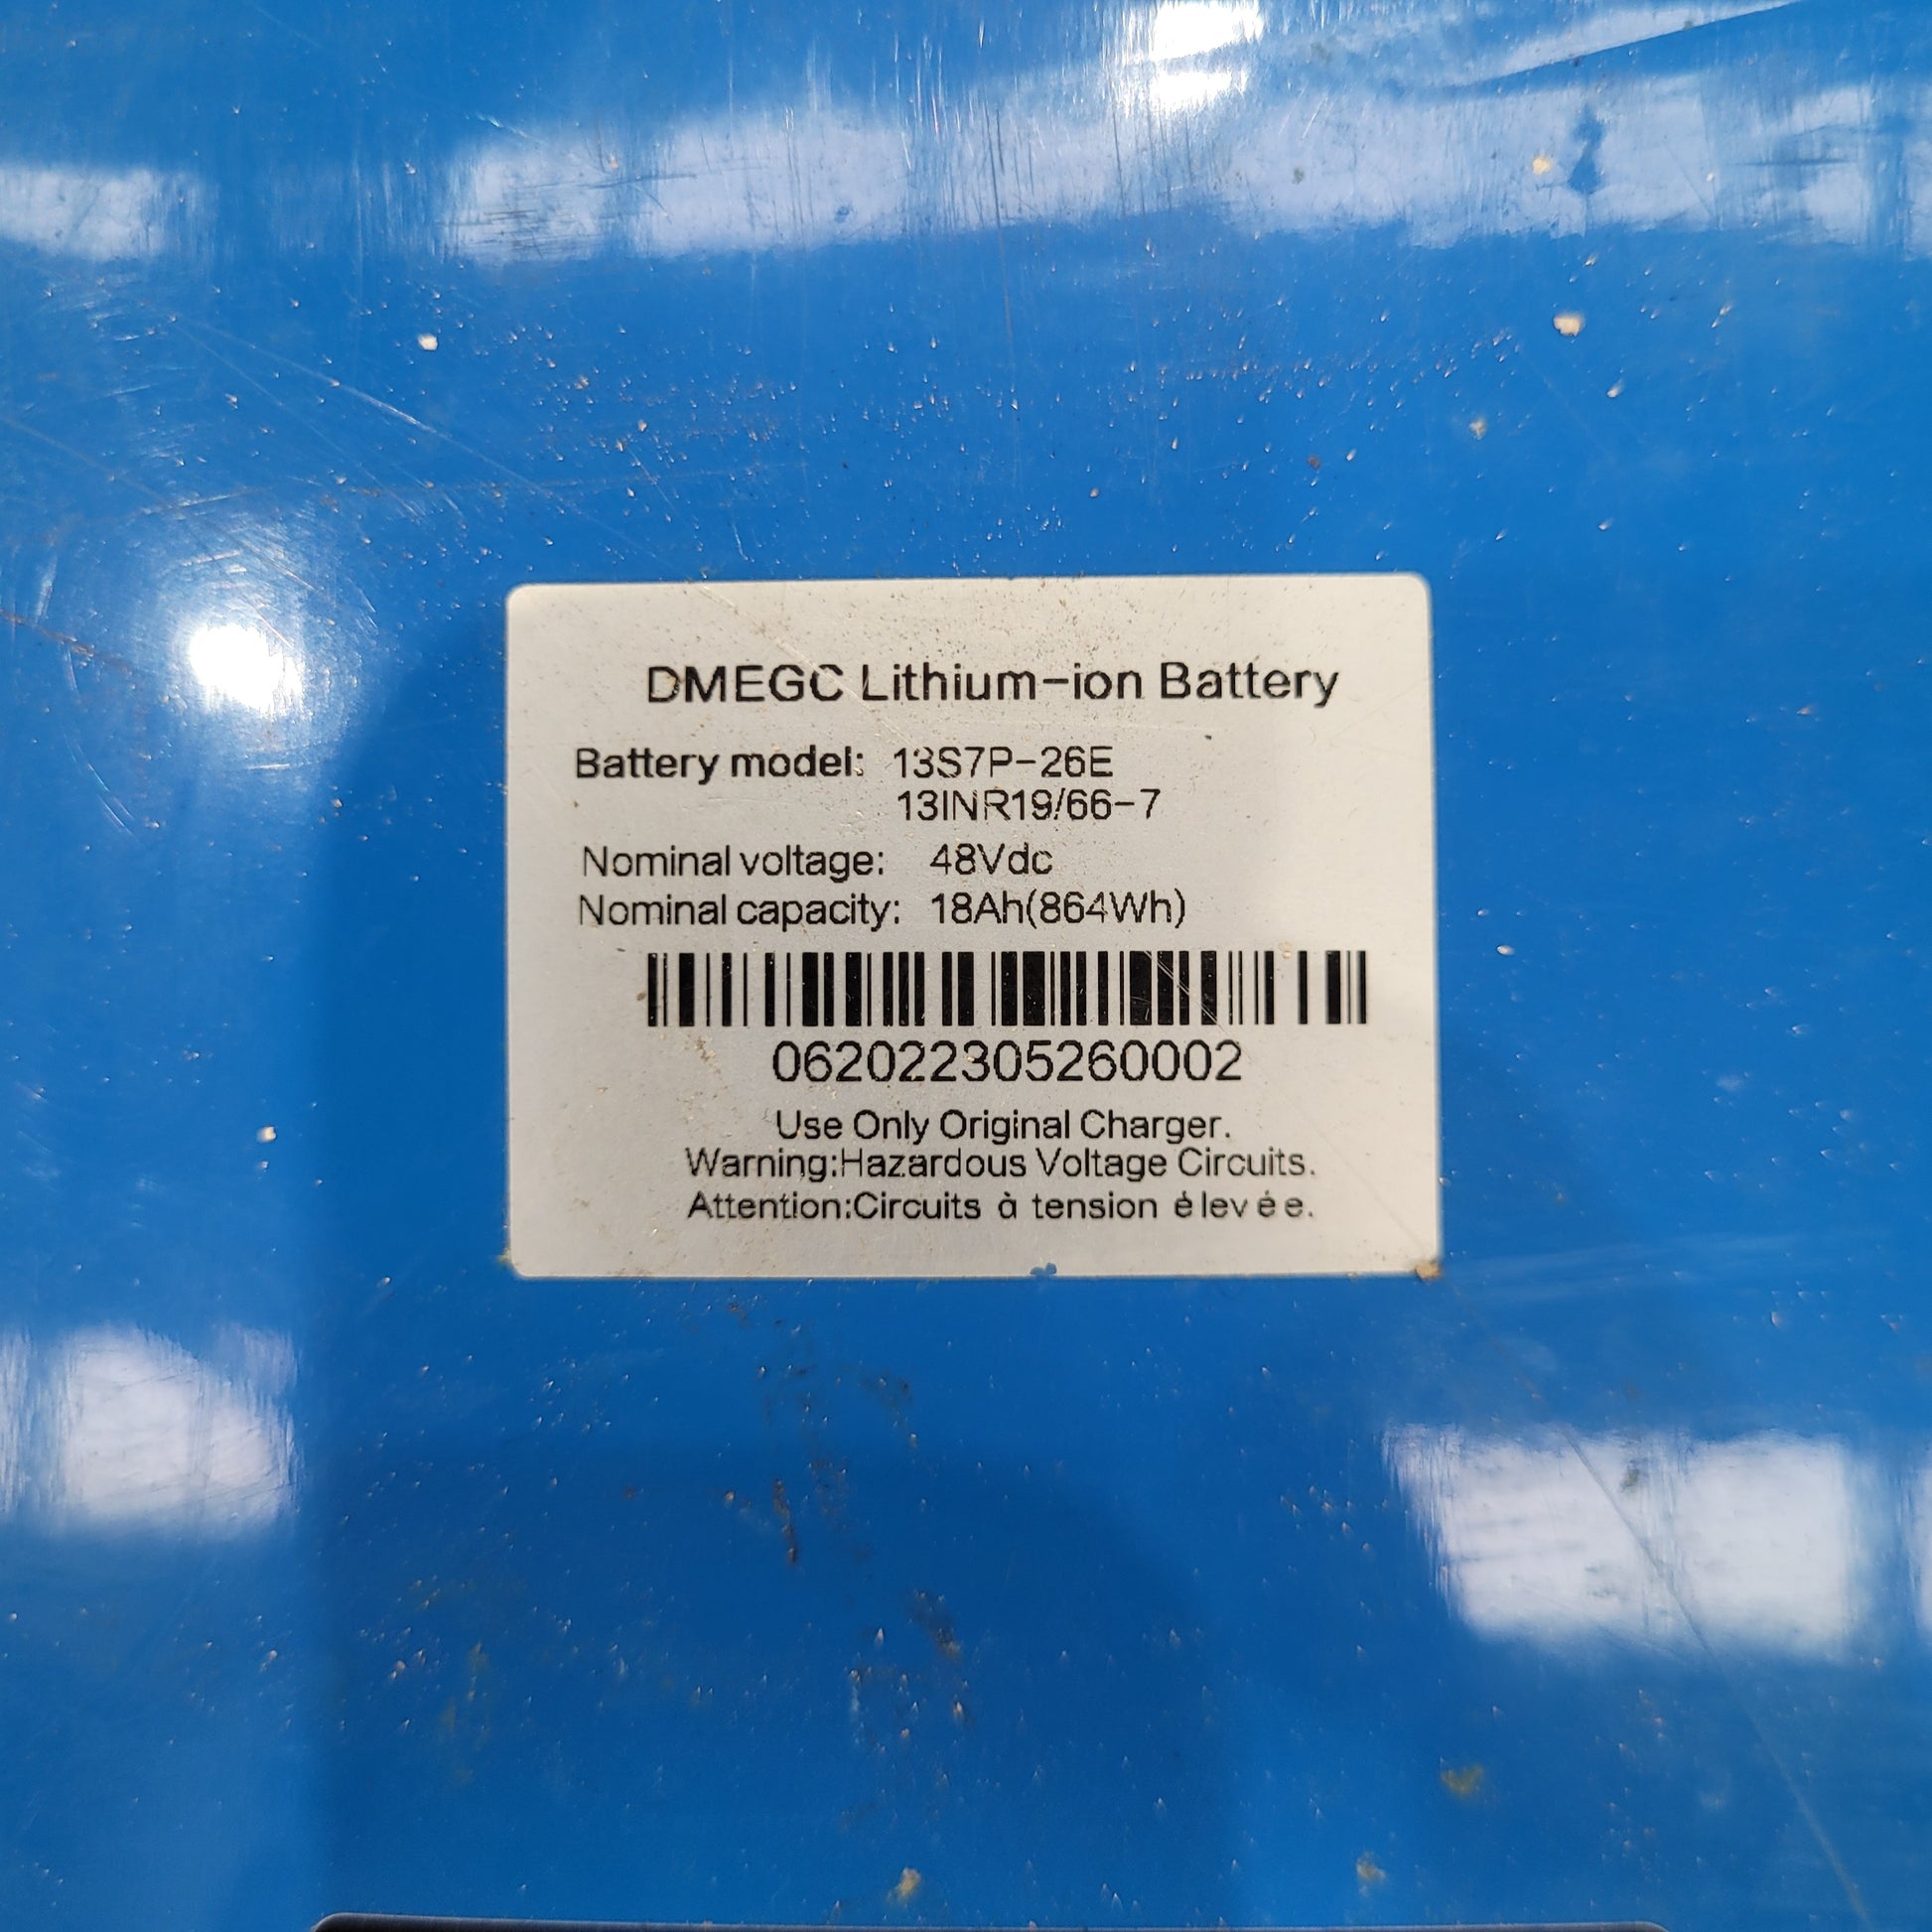 DMEGC Lithium-ion Battery
Battery model: 13S7P-26E
13INR19/66-7
Nominal voltage: 48Vdc
Nominal capacity: 18Ah(864Wh)
062022305260002
Use Only Original Charger.
Warning:Hazardous Voltage Circuits.
Attention:Circuits à tension élevée.